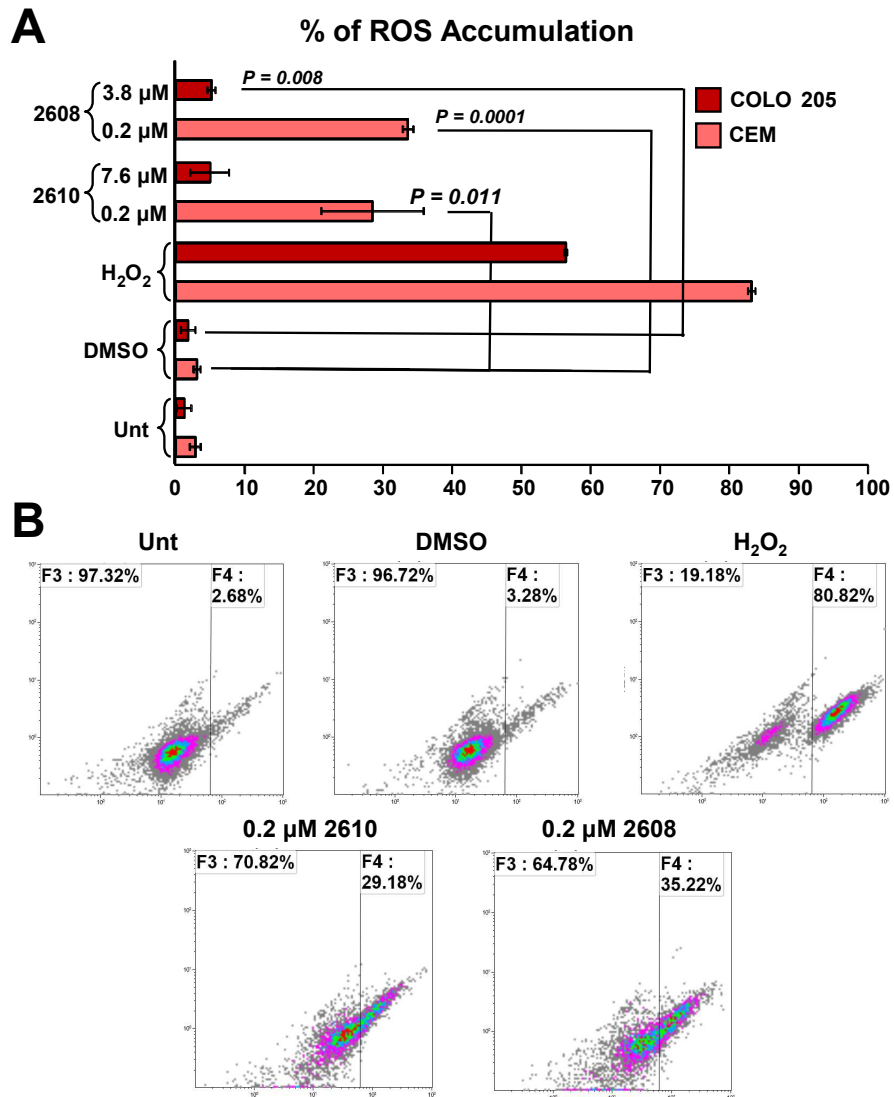 A
% of ROS Accumulation
3.8 µM
P = 0.008
COLO 205
2608
0.2 µM
P = 0.0001
CEM
7.6 µM
2610
0.2 µM
P = 0.011
H₂O₂
DMSO
Unt
0 10 20 30 40 50 60 70 80 90 100
B
Unt DMSO H₂O₂
F3 : 97.32% F4 : 2.68%
F3 : 96.72% F4 : 3.28%
F3 : 19.18% F4 : 80.82%
0.2 µM 2610 0.2 µM 2608
F3 : 70.82% F4 : 29.18%
F3 : 64.78% F4 : 35.22%